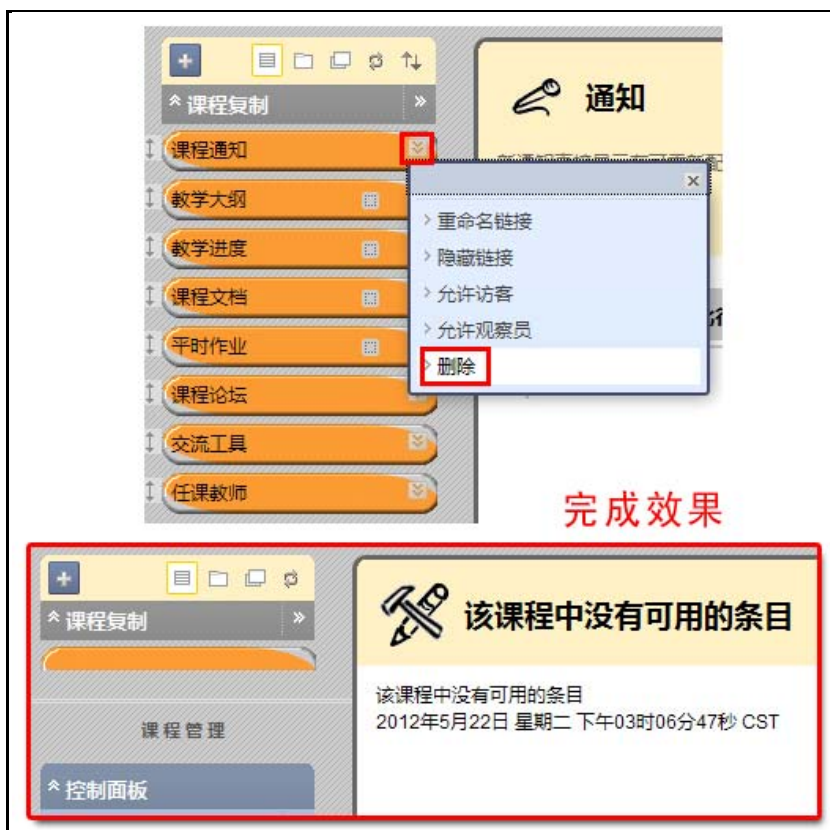 课程复制
课程通知
教学大纲
教学进度
课程文档
平时作业
课程论坛
交流工具
任课教师
通知
重命名链接
隐藏链接
允许访客
允许观察员
删除
完成效果
课程复制
课程管理
控制面板
该课程中没有可用的条目
该课程中没有可用的条目
2012年5月22日 星期二 下午03时06分47秒 CST